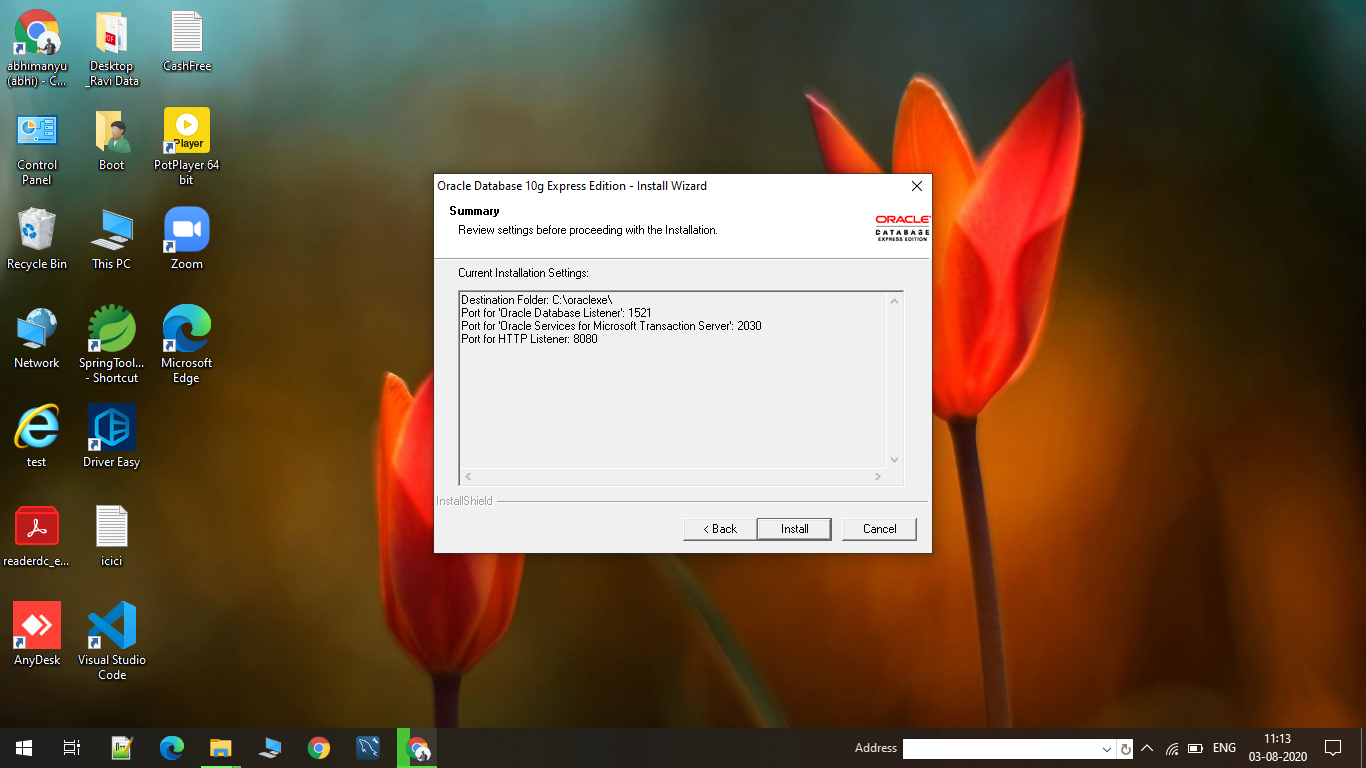 abhimanyu
(abhi) - C...
Desktop
_Ravi Data
CashFree
Control
Panel
Boot
Player
PotPlayer 64
bit
Recycle Bin
This PC
Zoom
Network
SpringTool...
- Shortcut
Microsoft
Edge
test
Driver Easy
readerdc_e...
icici
AnyDesk
Visual Studio
Code
Oracle Database 10g Express Edition - Install Wizard
Summary
Review settings before proceeding with the Installation.
ORACLE
DATABASE
EXPRESS EDITION
Current Installation Settings:
Destination Folder: C:\oraclexe\
Port for 'Oracle Database Listener': 1521
Port for 'Oracle Services for Microsoft Transaction Server': 2030
Port for HTTP Listener: 8080
InstallShield
< Back
Install
Cancel
Address
ENG
11:13
03-08-2020